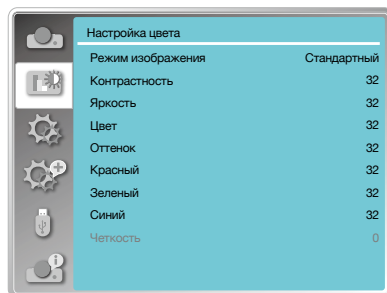 Настройка цвета
Режим изображения Стандартный
Контрастность 32
Яркость 32
Цвет 32
Оттенок 32
Красный 32
Зеленый 32
Синий 32
Четкость 0